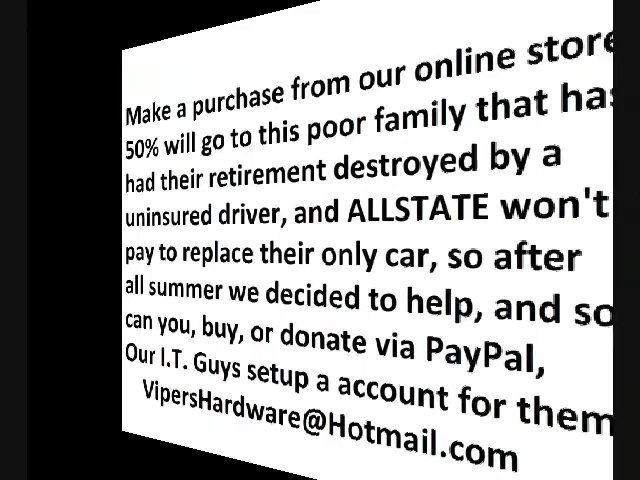 Make a purchase from our online store
50% will go to this poor family that has
had their retirement destroyed by a
uninsured driver, and ALLSTATE won't
pay to replace their only car, so after
all summer we decided to help, and so
can you, buy, or donate via PayPal,
Our I.T. Guys setup a account for them
VipersHardware@Hotmail.com